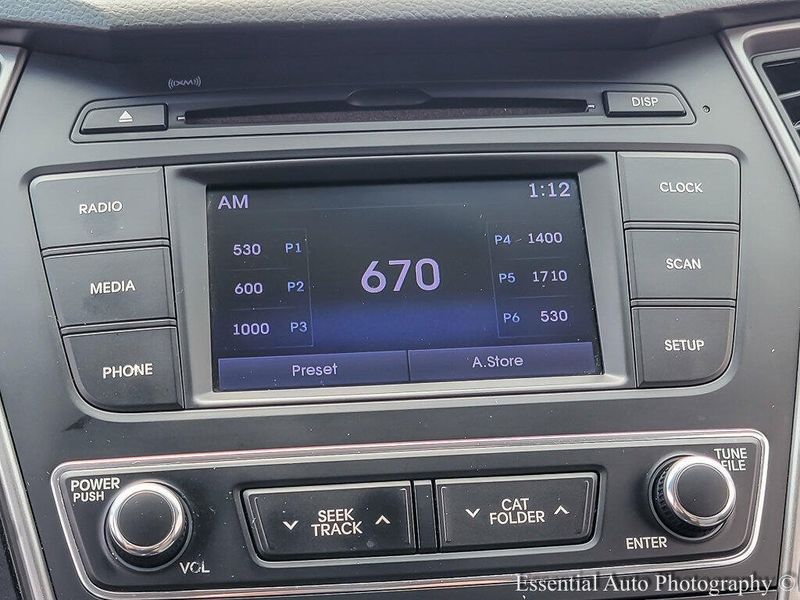 ((XM))
DISP
RADIO
MEDIA
PHONE
AM
1:12
530 P1
600 P2
1000 P3
670
P4 1400
P5 1710
P6 530
Preset
A.Store
CLOCK
SCAN
SETUP
POWER
PUSH
VOL
SEEK
TRACK
CAT
FOLDER
TUNE
FILE
ENTER
Essential Auto Photography ©